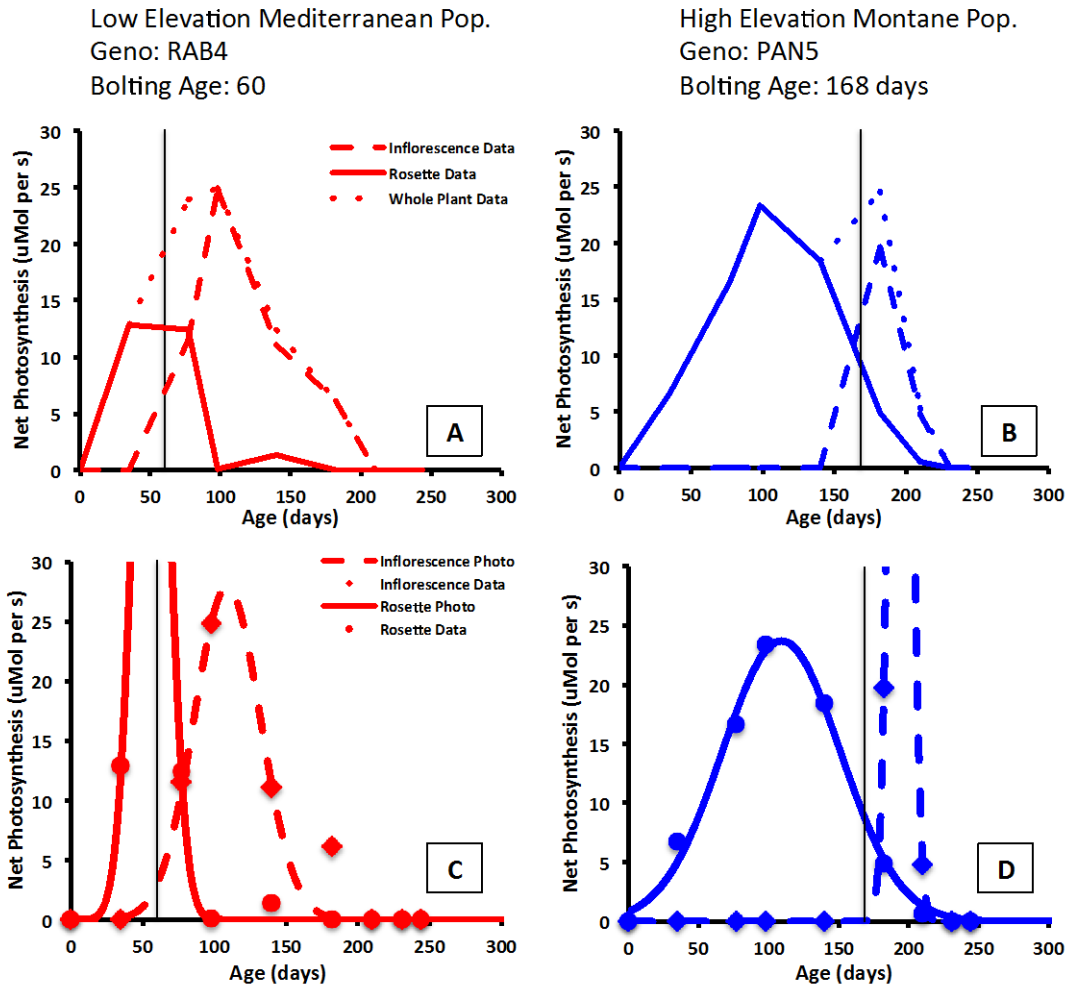 Low Elevation Mediterranean Pop.
Geno: RAB4
Bolting Age: 60
High Elevation Montane Pop.
Geno: PAN5
Bolting Age: 168 days
Net Photosynthesis (uMol per s)
30
25
20
15
10
5
0
Inflorescence Data
Rosette Data
Whole Plant Data
A
0 50 100 150 200 250 300
Age (days)
Net Photosynthesis (uMol per s)
30
25
20
15
10
5
0
B
0 50 100 150 200 250 300
Age (days)
Net Photosynthesis (uMol per s)
30
25
20
15
10
5
0
Inflorescence Photo
Inflorescence Data
Rosette Photo
Rosette Data
C
0 50 100 150 200 250 300
Age (days)
Net Photosynthesis (uMol per s)
30
25
20
15
10
5
0
D
0 50 100 150 200 250 300
Age (days)